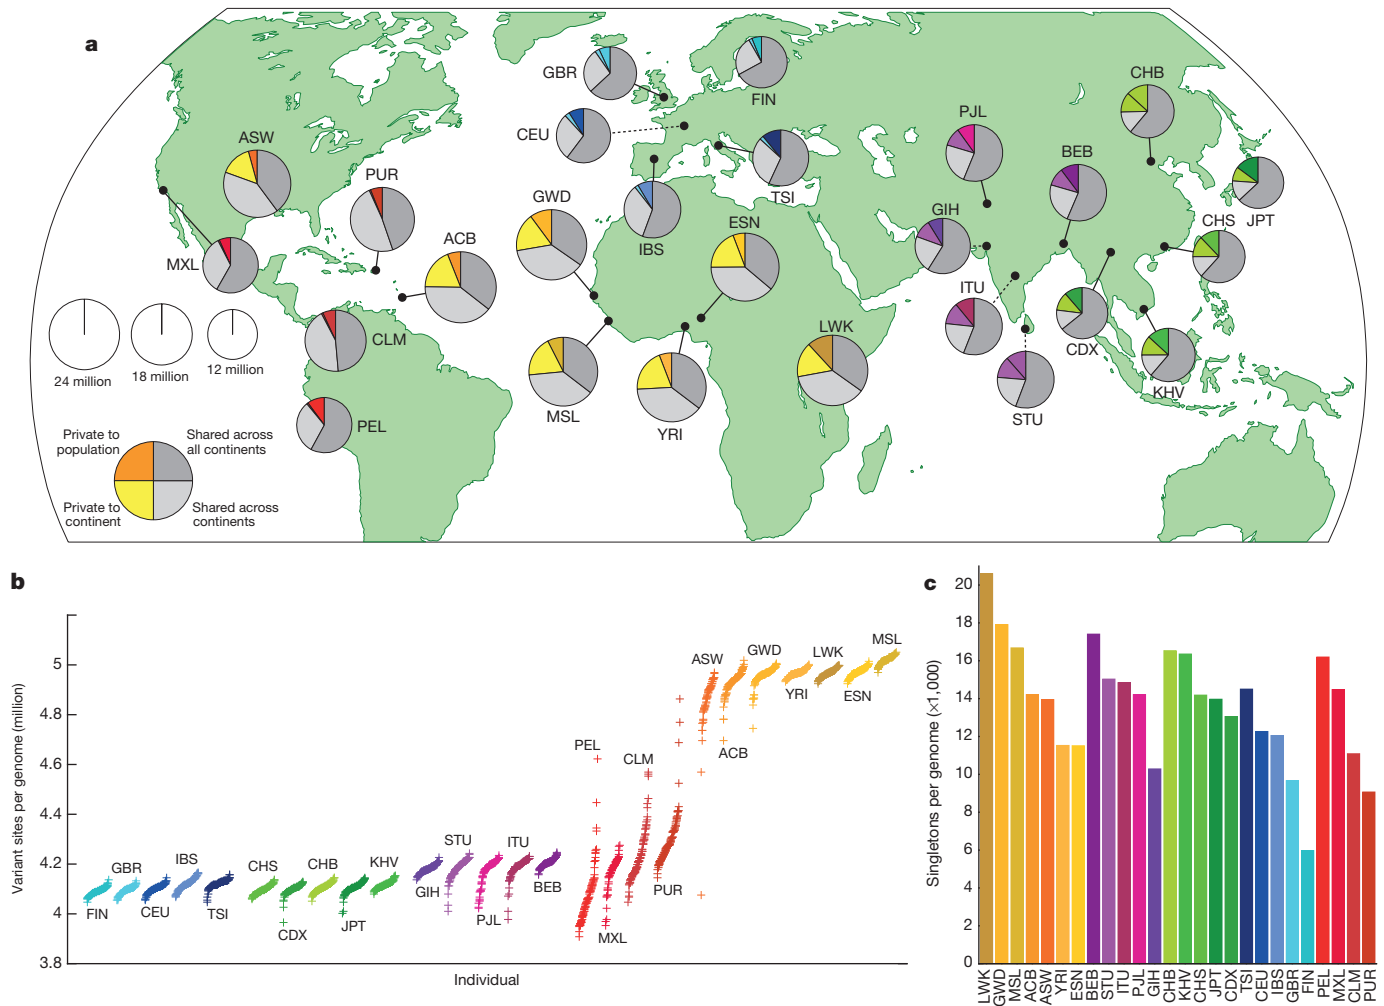 a
GBR
FIN
CHB
CEU
PJL
ASW
BEB
PUR
TSI
GWD
ESN
GIH
CHS
JPT
ACB
IBS
MXL
ITU
CLM
LWK
CDX
24 million
18 million
12 million
KHV
MSL
YRI
STU
PEL
Private to
population
Shared across
all continents
Private to
continent
Shared across
continents
b
Variant sites per genome (million)
5
4.8
4.6
4.4
4.2
4
3.8
FIN
GBR
CEU
IBS
TSI
CHS
CDX
CHB
JPT
KHV
GIH
STU
PJL
ITU
BEB
PEL
MXL
CLM
PUR
ASW
ACB
GWD
YRI
LWK
ESN
MSL
Individual
c
Singletons per genome (×1,000)
20
18
16
14
12
10
8
6
4
2
0
LWK
GWD
MSL
ACB
ASW
YRI
ESN
BEB
STU
ITU
PJL
GIH
CHB
KHV
CHS
JPT
CDX
TSI
CEU
IBS
GBR
FIN
PEL
MXL
CLM
PUR